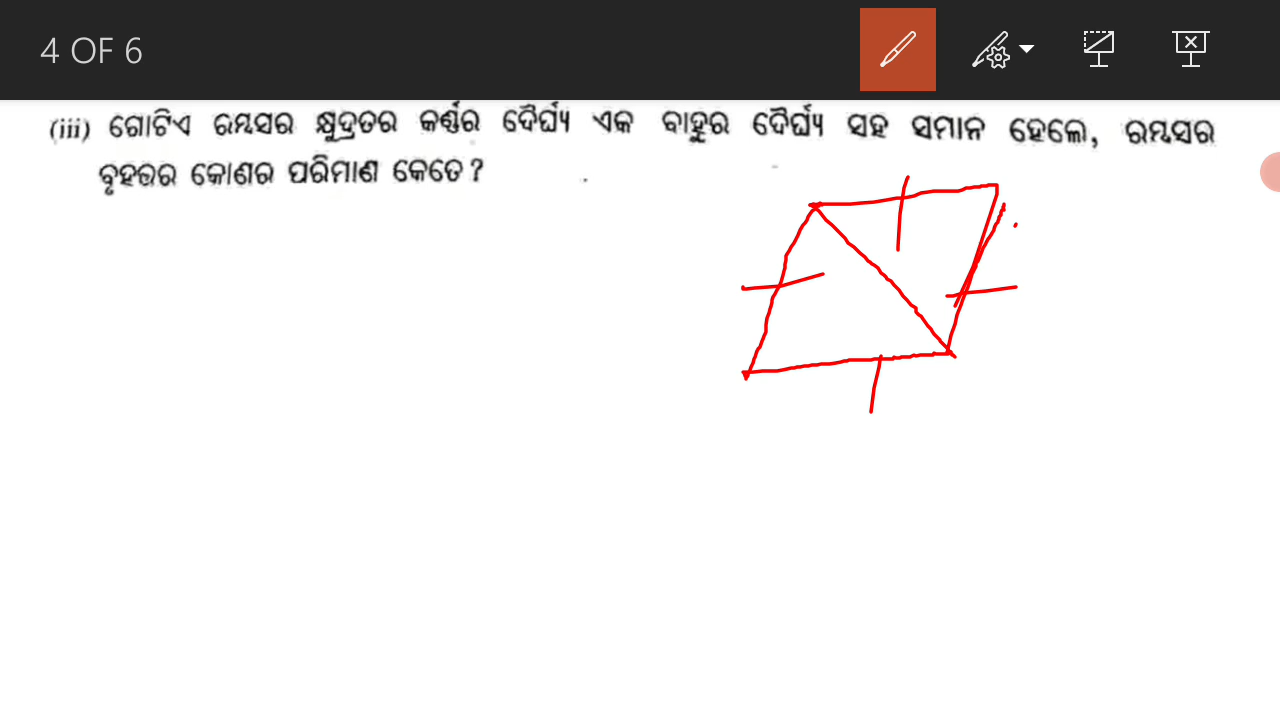 4 OF 6
(iii) ଗୋଟିଏ ରମ୍ବସର କ୍ଷୁଦ୍ରତର କର୍ଣ୍ଣର ଦୈର୍ଘ୍ୟ ଏକ ବାହୁର ଦୈର୍ଘ୍ୟ ସହ ସମାନ ହେଲେ, ରମ୍ବସର
ବୃହତ୍ତର କୋଣର ପରିମାଣ କେତେ ?